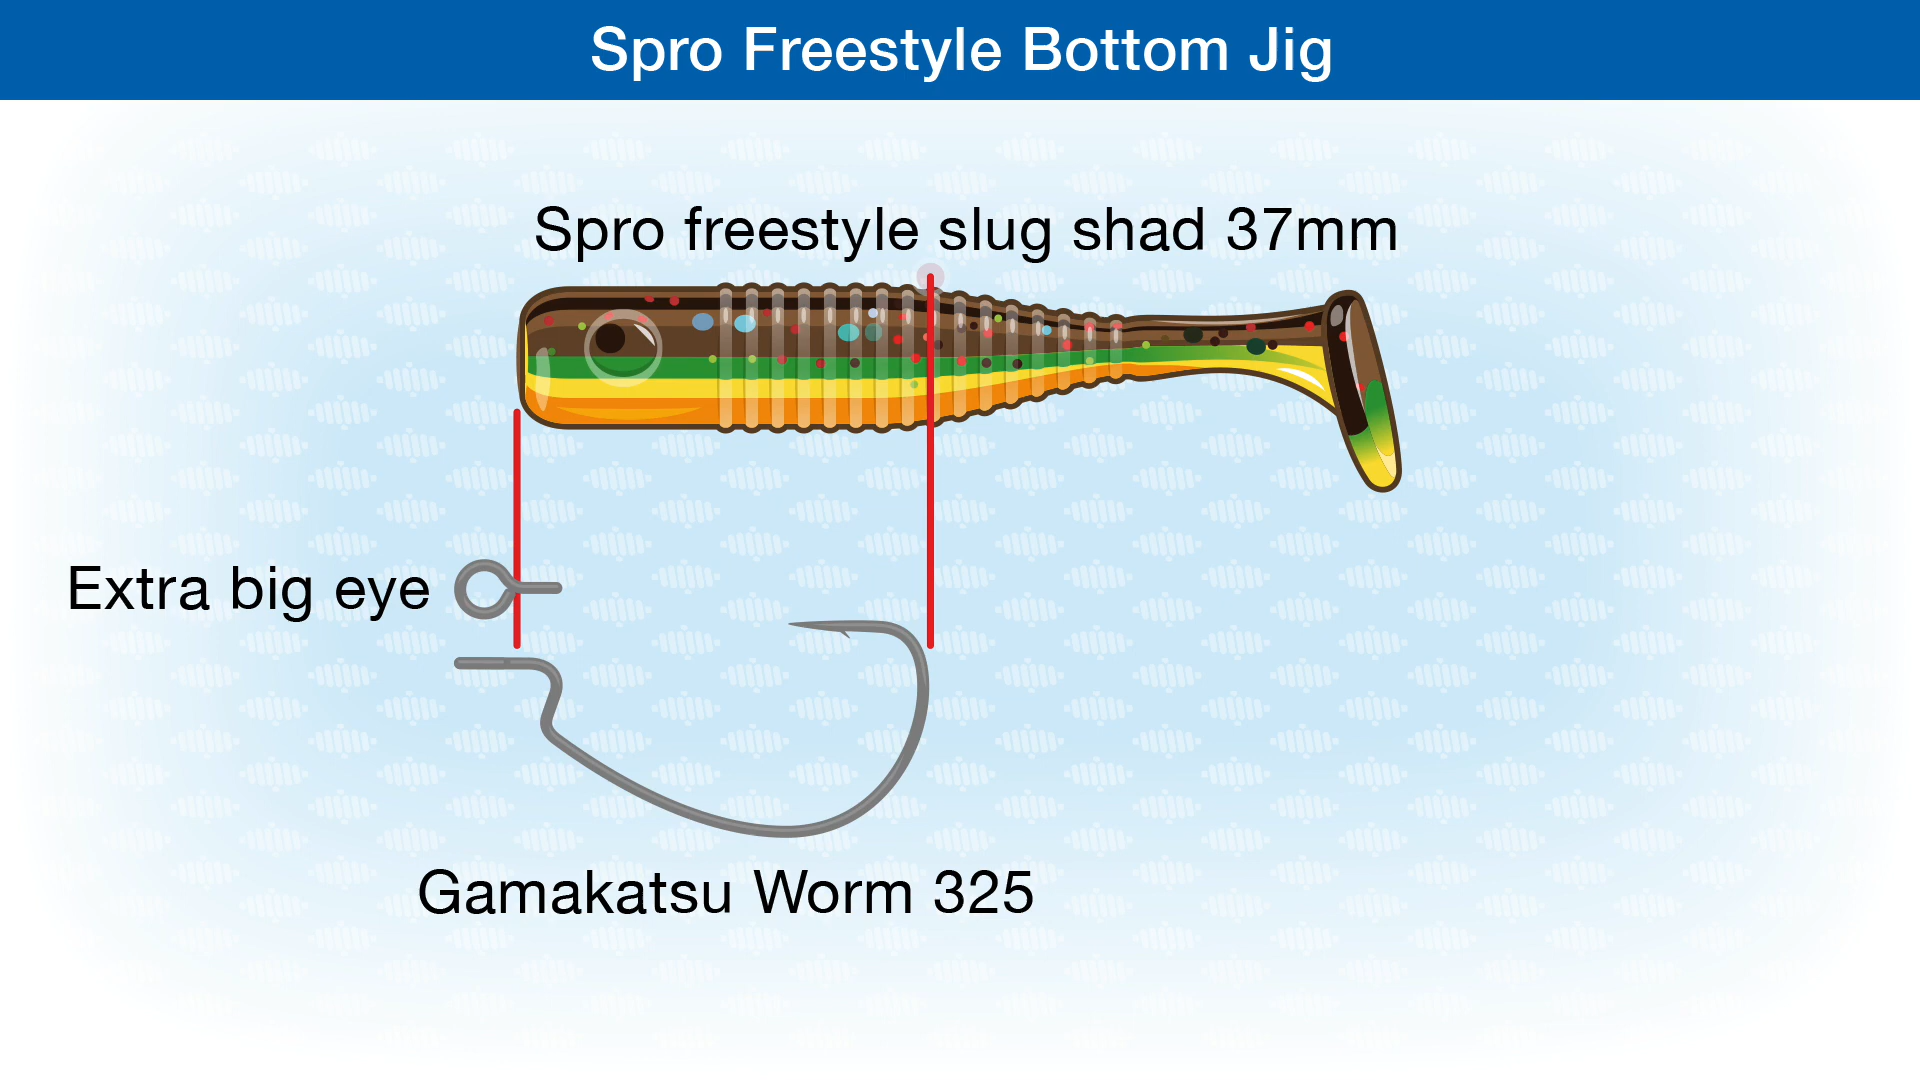 Spro Freestyle Bottom Jig
Spro freestyle slug shad 37mm
Extra big eye
Gamakatsu Worm 325